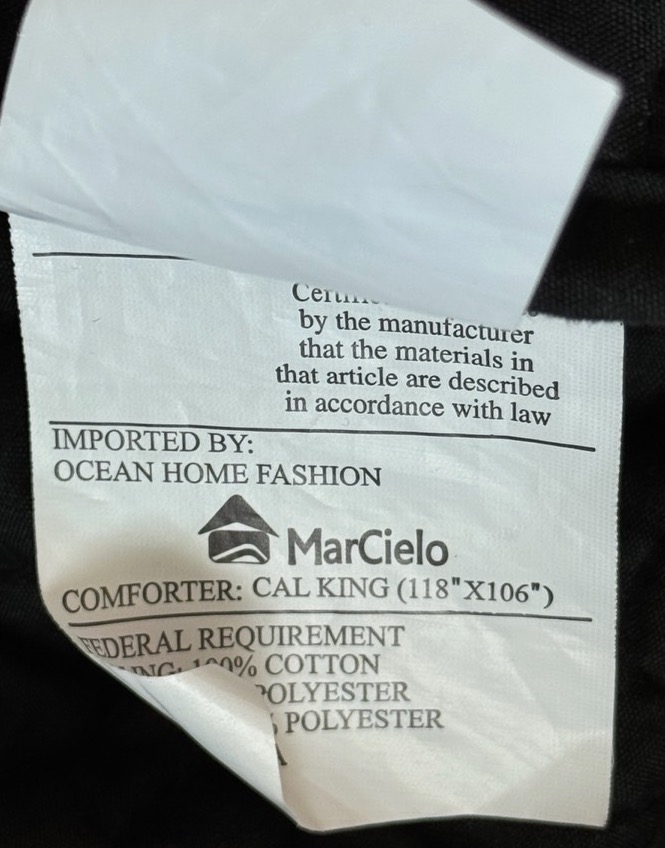 by the manufacturer
that the materials in
that article are described
in accordance with law
IMPORTED BY:
OCEAN HOME FASHION
MarCielo
COMFORTER: CAL KING (118"X106")
FEDERAL REQUIREMENT
100% COTTON
POLYESTER
POLYESTER